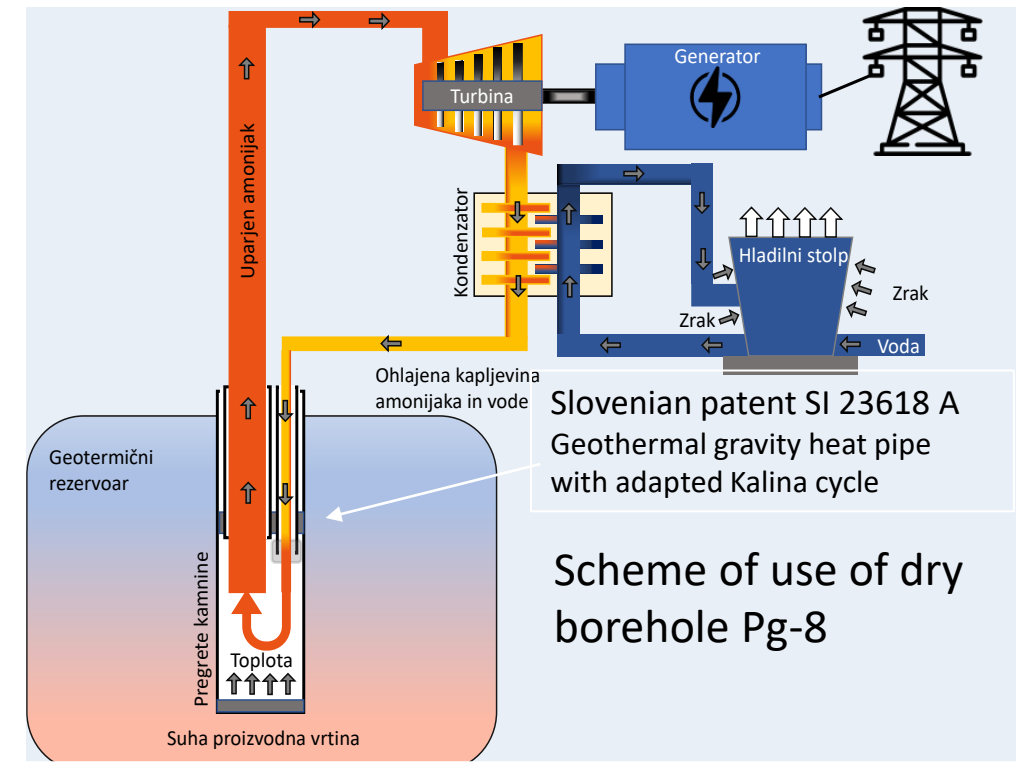 Generator
Turbina
Uparjen amonijak
Kondenzator
Hladilni stolp
Zrak
Zrak
Voda
Ohlajena kapljevina
amonijaka in vode
Slovenian patent SI 23618 A
Geothermal gravity heat pipe
with adapted Kalina cycle
Geotermični
rezervoar
Scheme of use of dry
borehole Pg-8
Pregrete kamnine
Toplota
Suha proizvodna vrtina